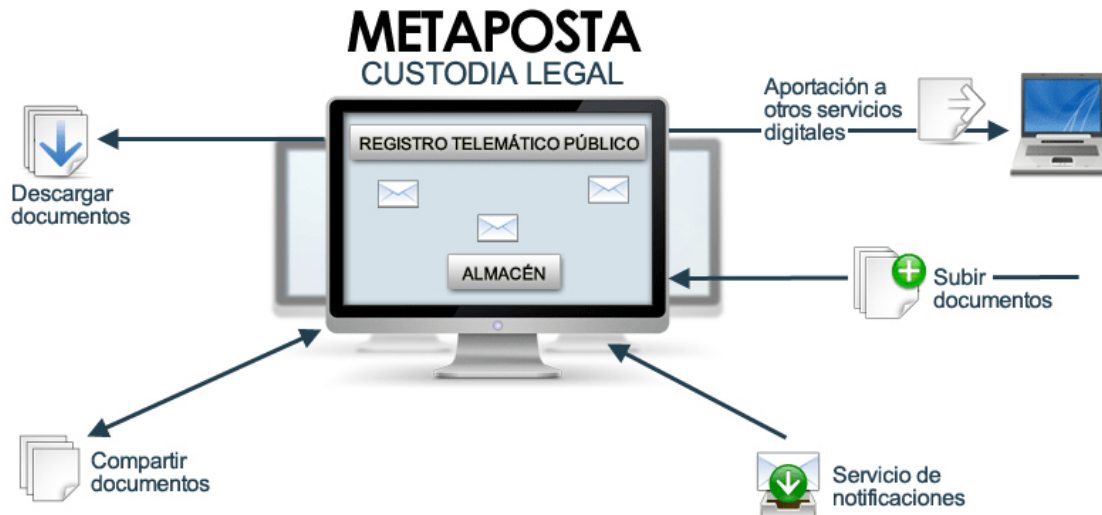 METAPOSTA
CUSTODIA LEGAL
Aportación a
otros servicios
digitales
REGISTRO TELEMÁTICO PÚBLICO
Descargar
documentos
ALMACÉN
Subir
documentos
Compartir
documentos
Servicio de
notificaciones